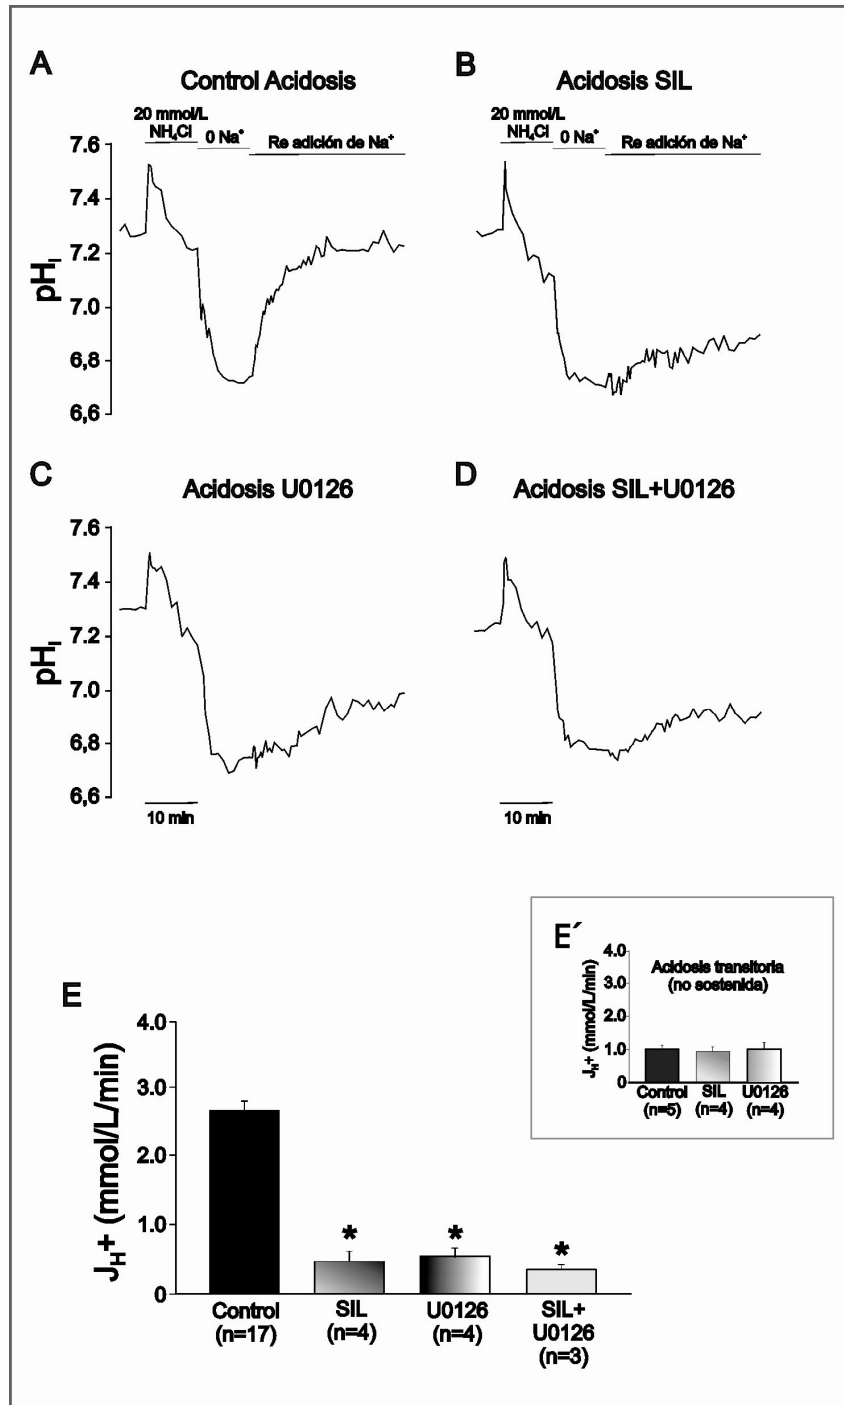 A
Control Acidosis
20 mmol/L
NH₄Cl
0 Na⁺
Re adición de Na⁺
7.6
7.4
7.2
7.0
6.8
6,6
pHᵢ
B
Acidosis SIL
20 mmol/L
NH₄Cl
0 Na⁺
Re adición de Na⁺
C
Acidosis U0126
7.6
7.4
7.2
7.0
6,8
6,6
pHᵢ
10 min
D
Acidosis SIL+U0126
10 min
E´
4.0
3.0
2.0
1.0
0
J_H+ (mmol/L/min)
Acidosis transitoria
(no sostenida)
Control
(n=5)
SIL
(n=4)
U0126
(n=4)
E
4.0
3.0
2.0
1.0
0
J_H+ (mmol/L/min)
*
*
*
Control
(n=17)
SIL
(n=4)
U0126
(n=4)
SIL+
U0126
(n=3)